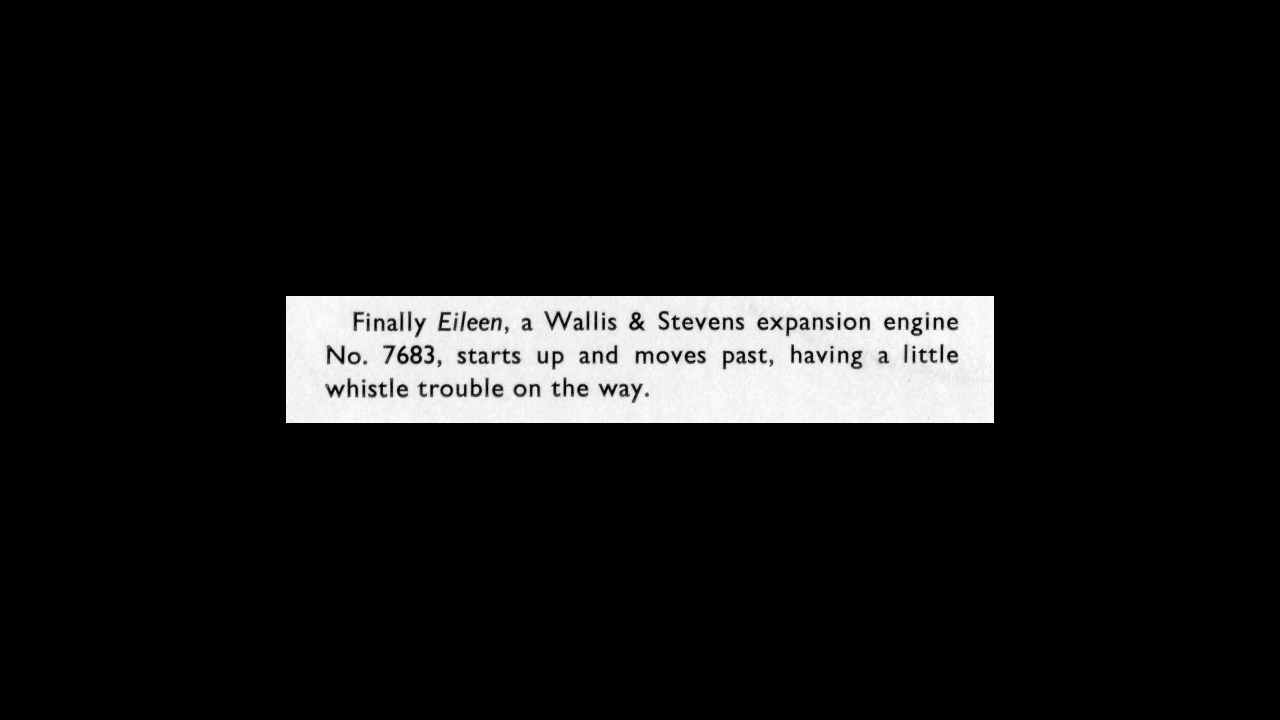 Finally Eileen, a Wallis & Stevens expansion engine
No. 7683, starts up and moves past, having a little
whistle trouble on the way.